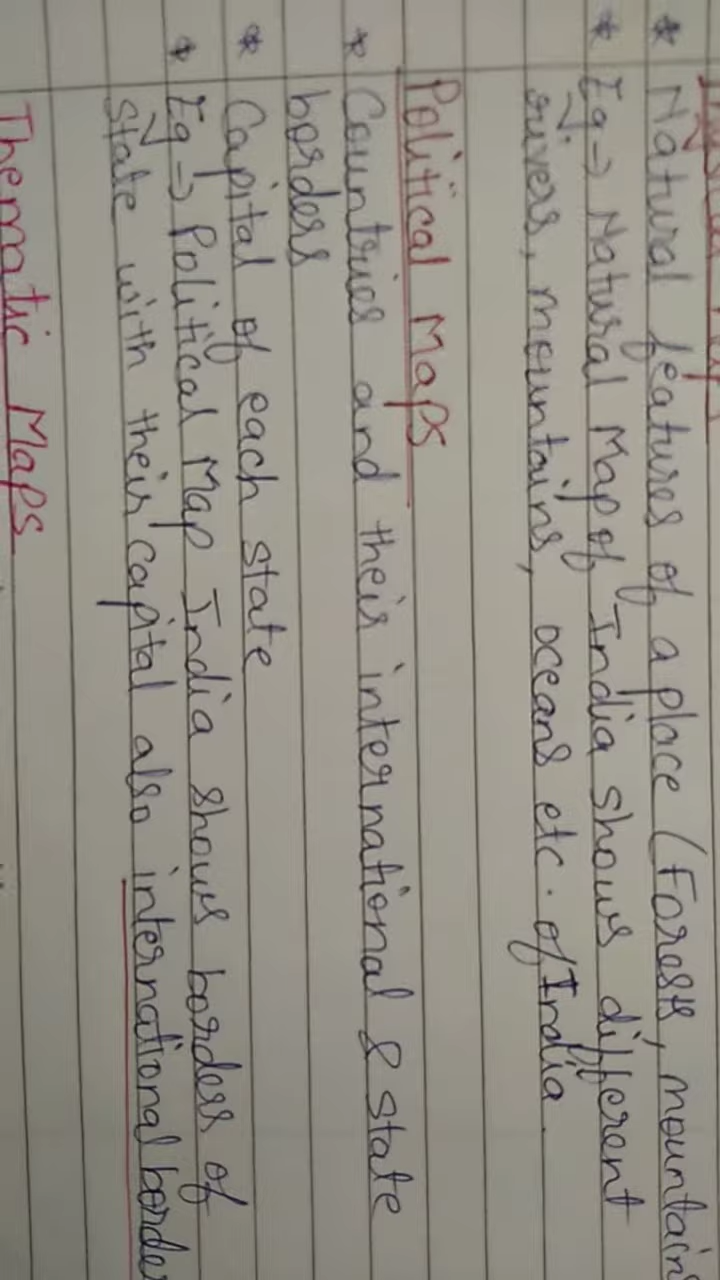 Maps
* Natural features of a place (Forests, mountain
* Eg → Natural Map of India shows different
rivers, mountains, oceans etc. of India.
Political Maps
* Countries and their international & state
borders
* Capital of each state
* Eg → Political Map India shows borders of
state with their capital also international border
Thematic Maps